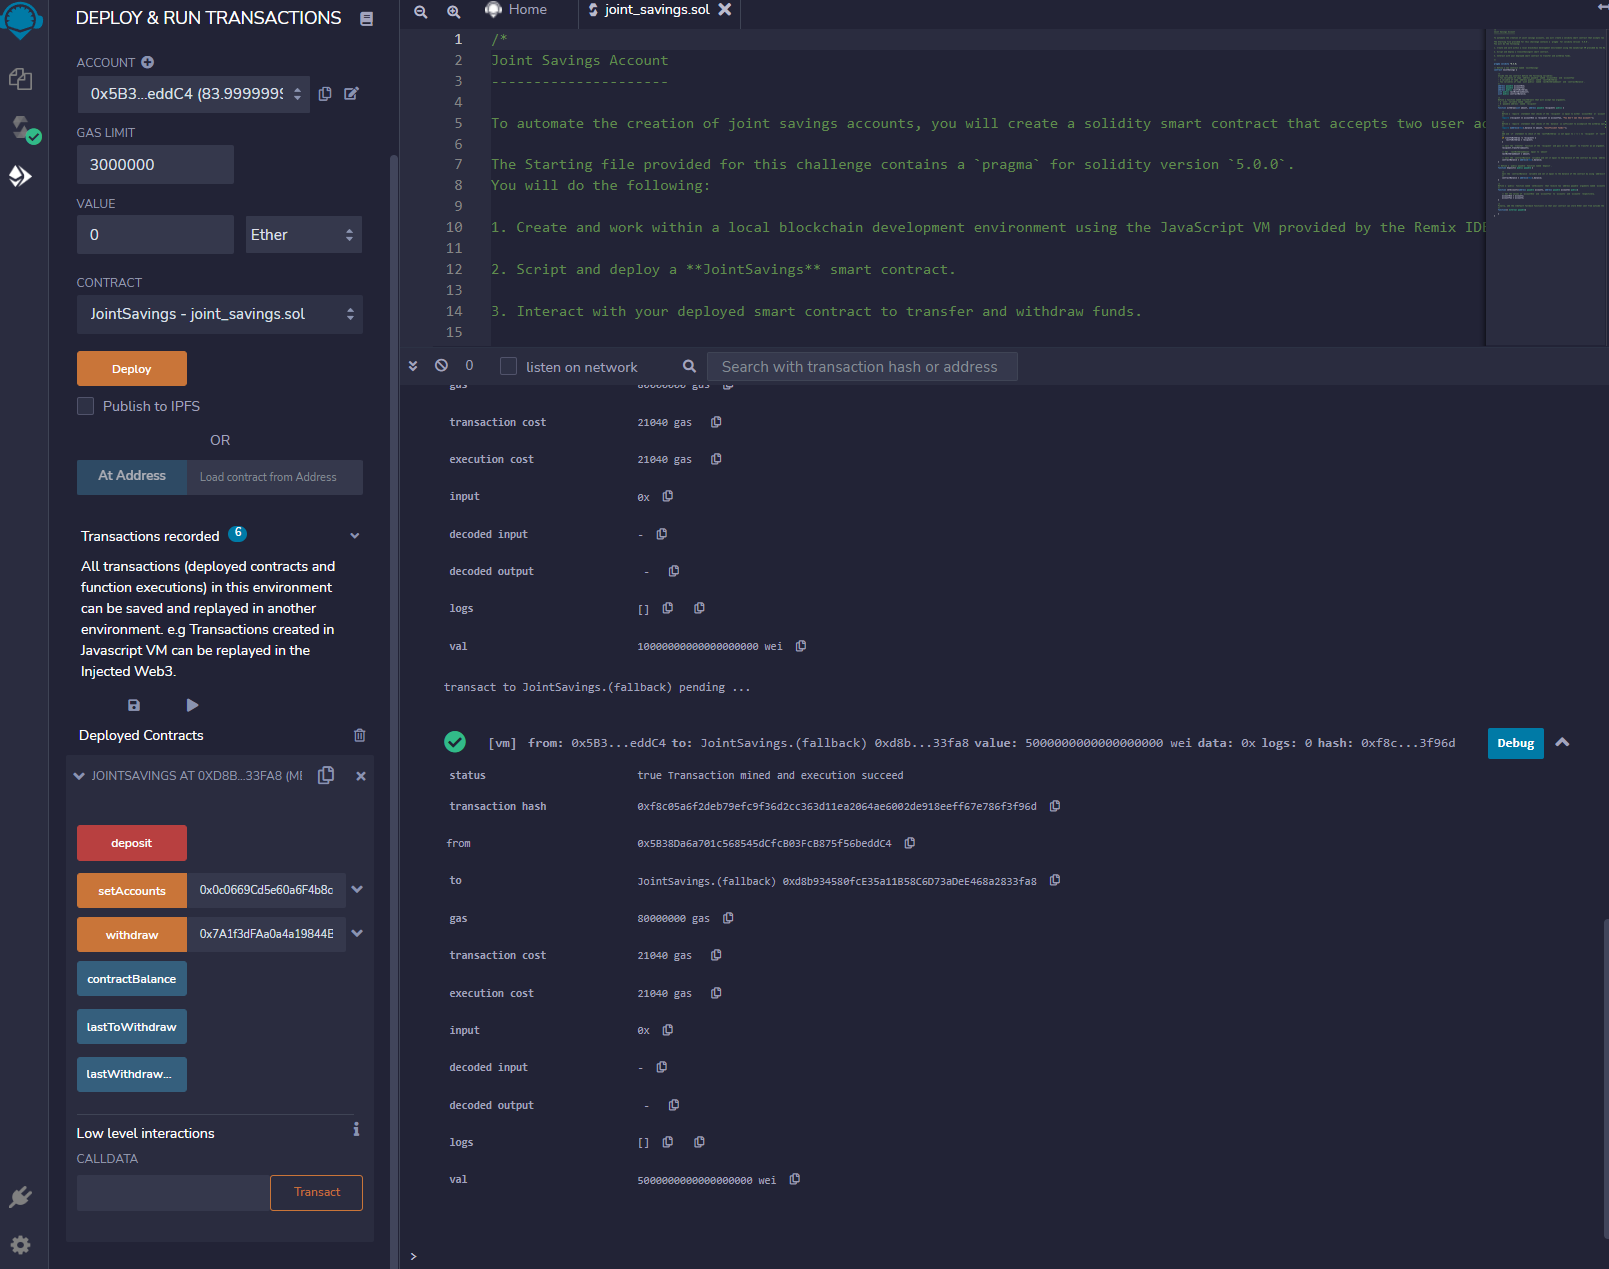 DEPLOY & RUN TRANSACTIONS
ACCOUNT
0x5B3...eddC4 (83.9999999
GAS LIMIT
3000000
VALUE
0
Ether
CONTRACT
JointSavings - joint_savings.sol
Deploy
Publish to IPFS
OR
At Address
Load contract from Address
Transactions recorded 6
All transactions (deployed contracts and
function executions) in this environment
can be saved and replayed in another
environment. e.g Transactions created in
Javascript VM can be replayed in the
Injected Web3.
Deployed Contracts
JOINTSAVINGS AT 0XD8B...33FA8 (ME
deposit
setAccounts
0x0c0669Cd5e60a6F4b8c
withdraw
0x7A1f3dFAa0a4a19844B
contractBalance
lastToWithdraw
lastWithdraw...
Low level interactions
CALLDATA
Transact
Home
joint_savings.sol
1 /*
2 Joint Savings Account
3 ---------------------
4
5 To automate the creation of joint savings accounts, you will create a solidity smart contract that accepts two user ad
6
7 The Starting file provided for this challenge contains a `pragma` for solidity version `5.0.0`.
8 You will do the following:
9
10 1. Create and work within a local blockchain development environment using the JavaScript VM provided by the Remix IDE
11
12 2. Script and deploy a **JointSavings** smart contract.
13
14 3. Interact with your deployed smart contract to transfer and withdraw funds.
15
0
listen on network
Search with transaction hash or address
gas 80000000 gas
transaction cost 21040 gas
execution cost 21040 gas
input 0x
decoded input -
decoded output -
logs []
val 10000000000000000000 wei
transact to JointSavings.(fallback) pending ...
[vm] from: 0x5B3...eddC4 to: JointSavings.(fallback) 0xd8b...33fa8 value: 5000000000000000000 wei data: 0x logs: 0 hash: 0xf8c...3f96d
Debug
status true Transaction mined and execution succeed
transaction hash 0xf8c05a6f2deb79efc9f36d2cc363d11ea2064ae6002de918eeff67e786f3f96d
from 0x5B38Da6a701c568545dCfcB03FcB875f56beddC4
to JointSavings.(fallback) 0xd8b934580fcE35a11B58C6D73aDeE468a2833fa8
gas 80000000 gas
transaction cost 21040 gas
execution cost 21040 gas
input 0x
decoded input -
decoded output -
logs []
val 5000000000000000000 wei
>